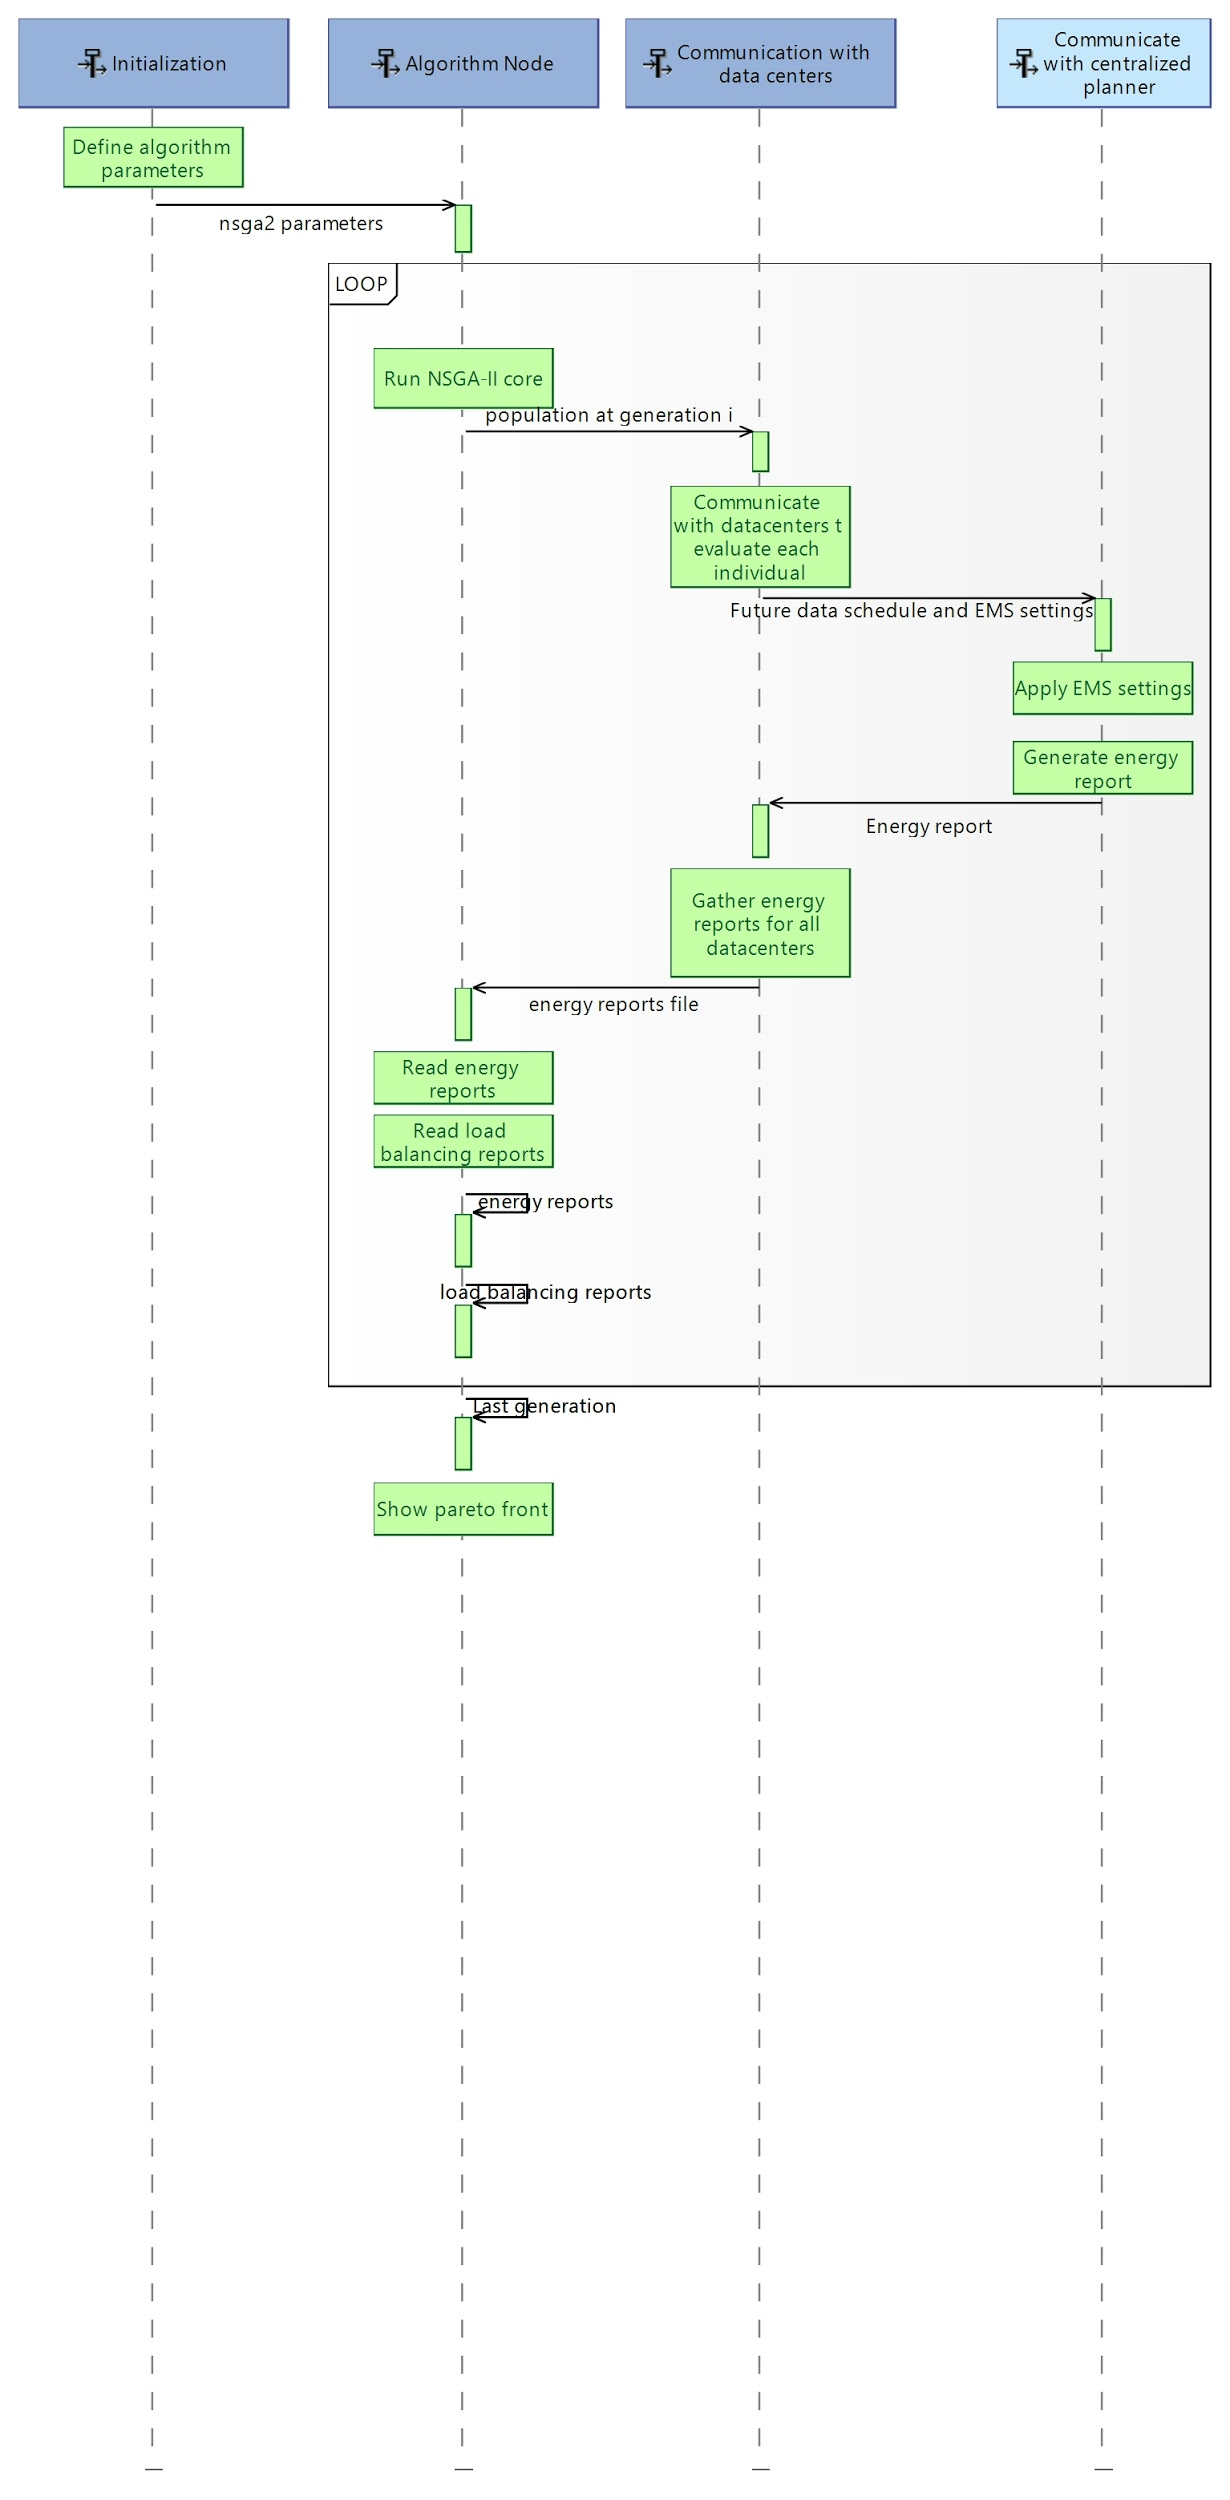 Initialization
Algorithm Node
Communication with
data centers
Communicate
with centralized
planner
Define algorithm
parameters
nsga2 parameters
LOOP
Run NSGA-II core
population at generation i
Communicate
with datacenters t
evaluate each
individual
Future data schedule and EMS settings
Apply EMS settings
Generate energy
report
Energy report
Gather energy
reports for all
datacenters
energy reports file
Read energy
reports
Read load
balancing reports
energy reports
load balancing reports
Last generation
Show pareto front